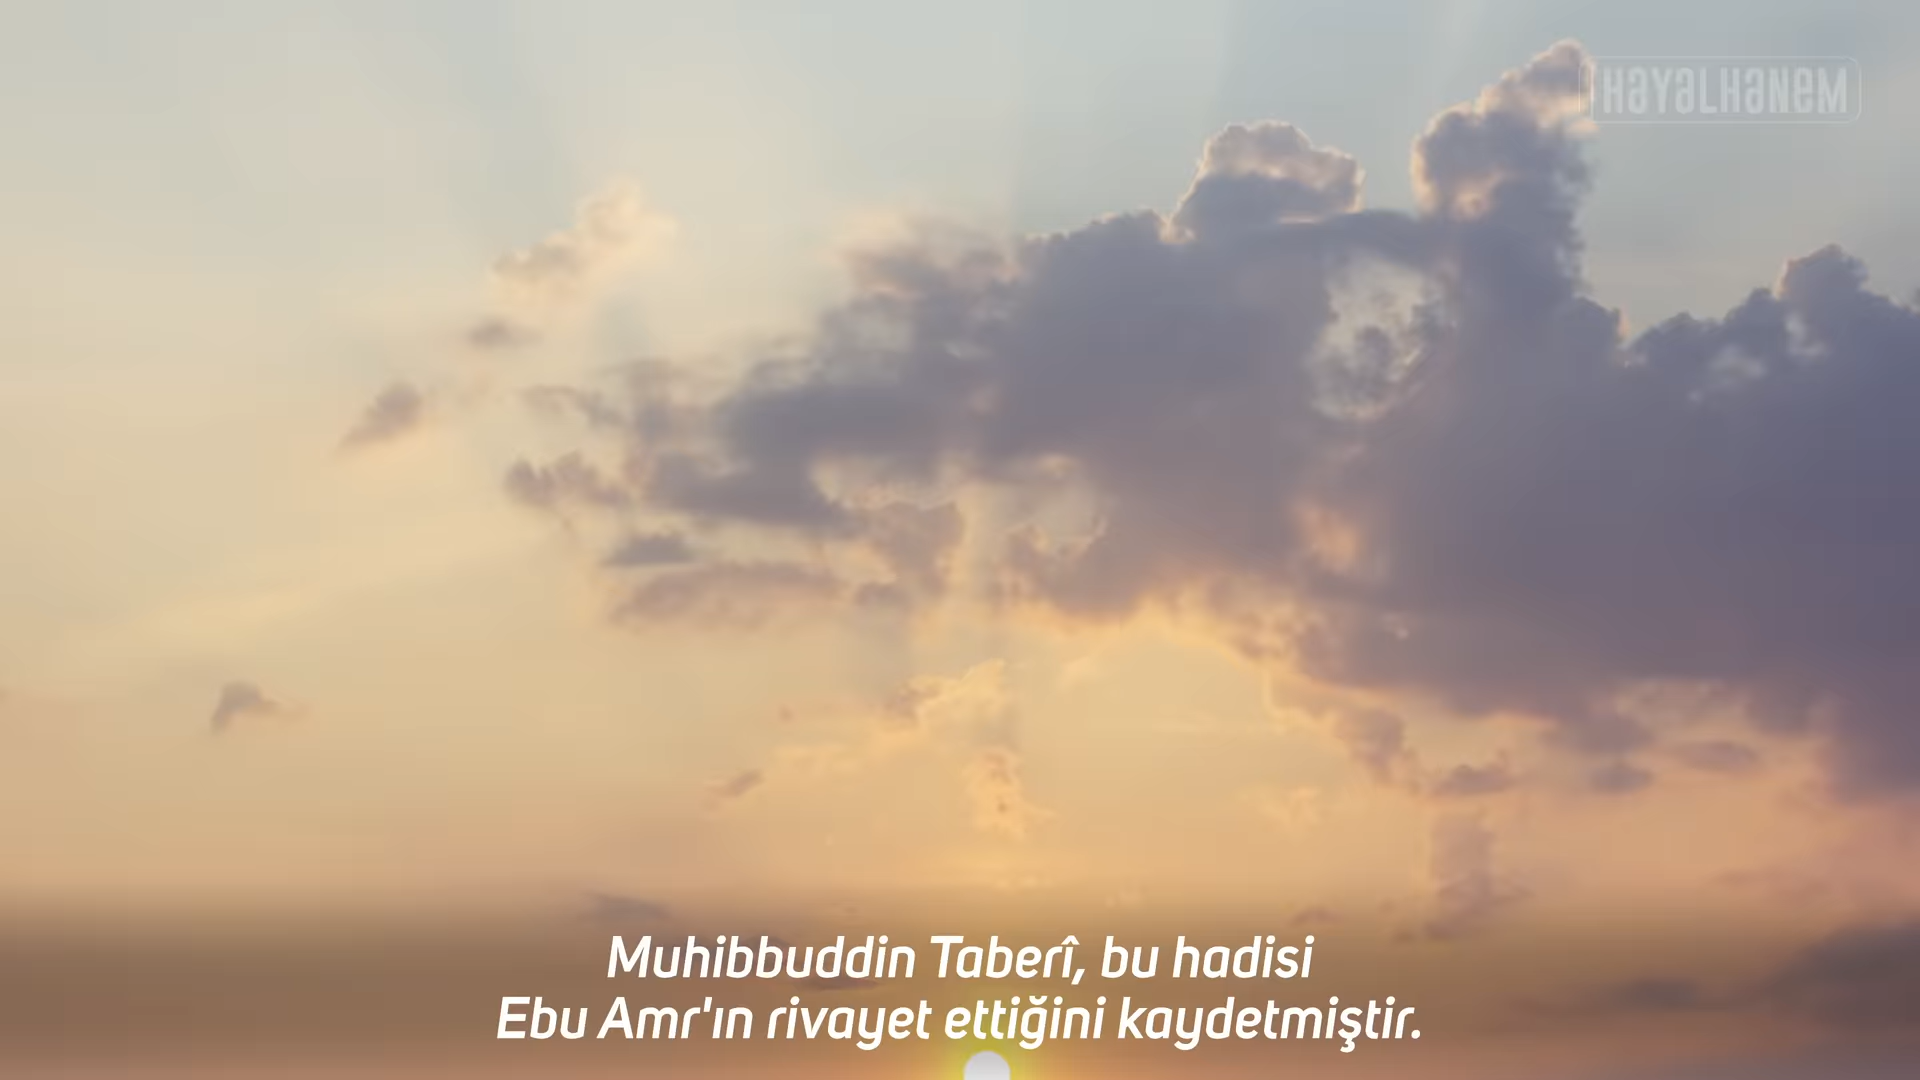 HAYALHANEM
Muhibbuddin Taberî, bu hadisi
Ebu Amr'ın rivayet ettiğini kaydetmiştir.